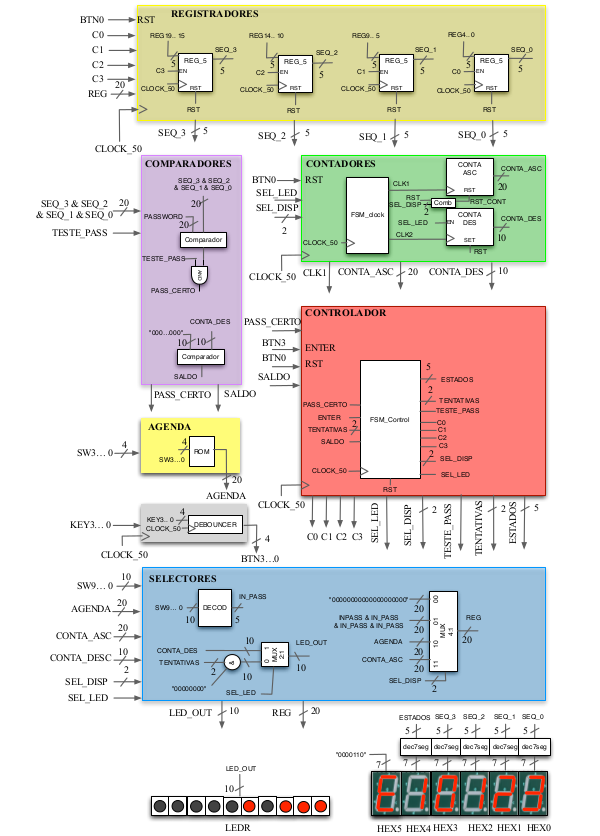 REGISTRADORES
BTN0
RST
C0
C1
C2
C3
REG
20
CLOCK_50
REG19.. 15
5
SEQ_3
5
REG_5
C3
EN
CLOCK_50
RST
RST
REG14.. 10
5
SEQ_2
5
REG_5
C2
EN
CLOCK_50
RST
RST
REG9.. 5
5
SEQ_1
5
REG_5
C1
EN
CLOCK_50
RST
RST
REG4..0
5
SEQ_0
5
REG_5
C0
EN
CLOCK_50
RST
RST
SEQ_3
5
SEQ_2
5
SEQ_1
5
SEQ_0
5
COMPARADORES
SEQ_3 & SEQ_2
& SEQ_1 & SEQ_0
20
PASSWORD
20
Comparador
TESTE_PASS
AND
PASS_CERTO
CONTA_DES
"000...000"
10
10
Comparador
SALDO
SEQ_3 & SEQ_2
& SEQ_1 & SEQ_0
20
TESTE_PASS
PASS_CERTO
SALDO
CONTADORES
BTN0
RST
SEL_LED
SEL_DISP
2
CLOCK_50
FSM_clock
CLOCK_50
CLK1
CLK2
CONTA
ASC
RST
CONTA_ASC
20
RST
SEL_DISP
2
Comb
RST_CONT
SEL_LED
EN
CONTA
DES
SET
RST
CONTA_DES
10
CLK1
CONTA_ASC
20
CONTA_DES
10
CONTROLADOR
PASS_CERTO
BTN3
ENTER
BTN0
RST
SALDO
CLOCK_50
FSM_Control
PASS_CERTO
ENTER
TENTATIVAS
2
SALDO
CLOCK_50
RST
5
ESTADOS
2
TENTATIVAS
TESTE_PASS
C0
C1
C2
C3
SEL_DISP
2
SEL_LED
C0
C1
C2
C3
SEL_LED
SEL_DISP
2
TESTE_PASS
TENTATIVAS
2
ESTADOS
5
AGENDA
SW3...0
4
4
SW3...0
ROM
20
AGENDA
KEY3... 0
KEY3.. 0
4
CLOCK_50
DEBOUNCER
CLOCK_50
4
BTN3...0
SELECTORES
SW9... 0
10
AGENDA
20
CONTA_ASC
20
CONTA_DESC
10
SEL_DISP
2
SEL_LED
SW9... 0
10
DECOD
IN_PASS
5
CONTA_DES
10
TENTATIVAS
2
&
10
"00000000"
0
1
MUX
2:1
SEL_LED
LED_OUT
10
"00000000000000000000"
20
INPASS & IN_PASS
& IN_PASS & IN_PASS
20
AGENDA
20
CONTA_ASC
20
SEL_DISP
2
00
01
10
11
MUX
4:1
REG
20
LED_OUT
10
REG
20
LED_OUT
10
LEDR
ESTADOS
SEQ_3
SEQ_2
SEQ_1
SEQ_0
5
5
5
5
5
dec7seg
dec7seg
dec7seg
dec7seg
dec7seg
"0000110"
7
7
7
7
7
7
HEX5
HEX4
HEX3
HEX2
HEX1
HEX0